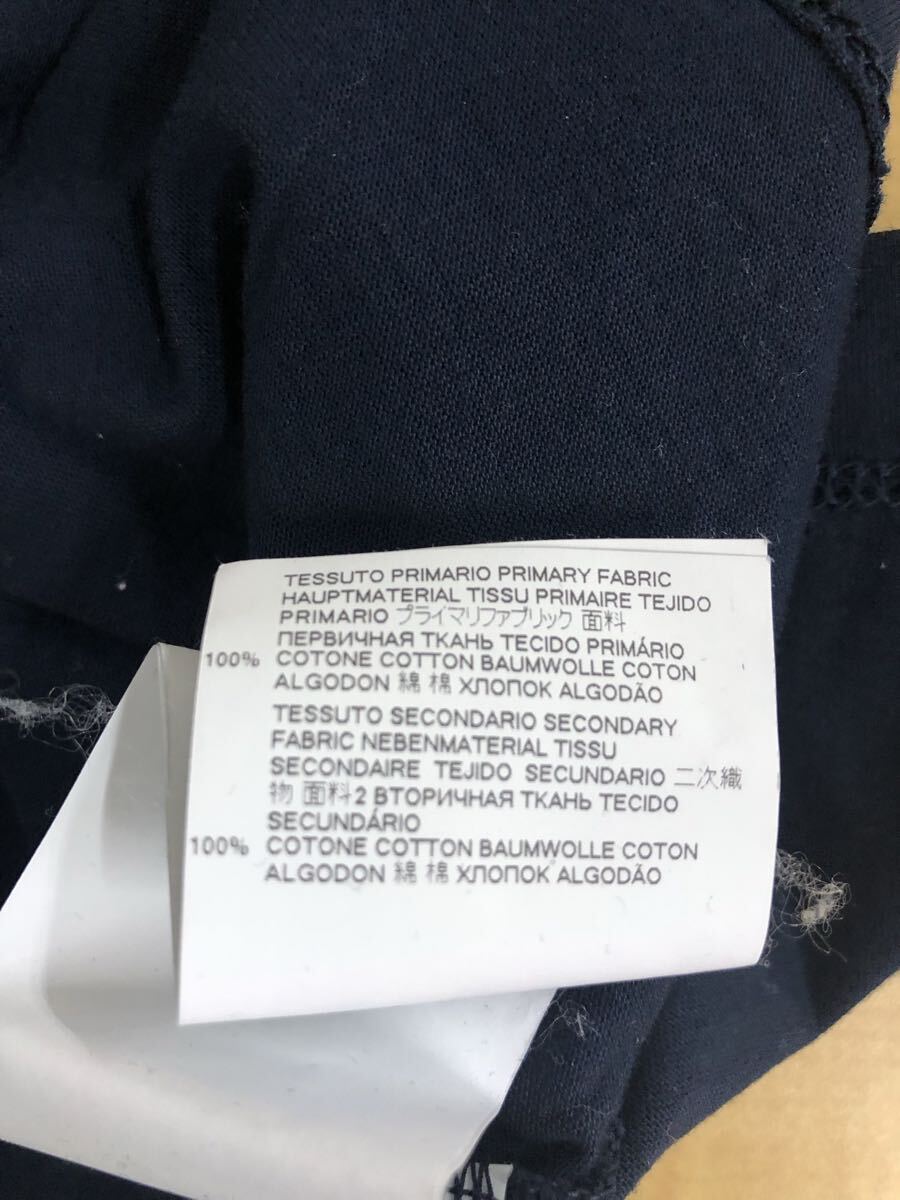 TESSUTO PRIMARIO PRIMARY FABRIC
HAUPTMATERIAL TISSU PRIMAIRE TEJIDO
PRIMARIO プライマリファブリック 面料
ПЕРВИЧНАЯ ТКАНЬ TECIDO PRIMÁRIO
100% COTONE COTTON BAUMWOLLE COTON
ALGODON 綿 棉 ХЛОПОК ALGODÃO
TESSUTO SECONDARIO SECONDARY
FABRIC NEBENMATERIAL TISSU
SECONDAIRE TEJIDO SECUNDARIO 二次織
物 面料2 ВТОРИЧНАЯ ТКАНЬ TECIDO
SECUNDÁRIO
100% COTONE COTTON BAUMWOLLE COTON
ALGODON 綿 棉 ХЛОПОК ALGODÃO